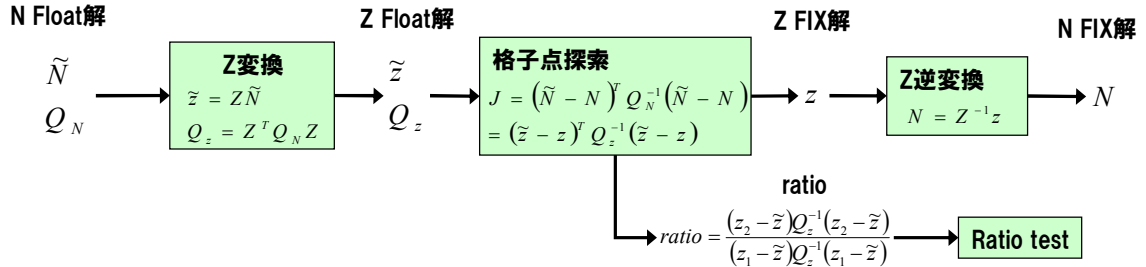 N Float解
Z Float解
Z FIX解
N FIX解
Ñ
Q_N
Z変換
z̃ = ZÑ
Q_z = Z^T Q_N Z
z̃
Q_z
格子点探索
J = (Ñ − N)^T Q_N^{-1} (Ñ − N)
= (z̃ − z)^T Q_z^{-1} (z̃ − z)
z
Z逆変換
N = Z^{-1} z
N
ratio
ratio = (z_2 − z̃)Q_z^{-1}(z_2 − z̃) / (z_1 − z̃)Q_z^{-1}(z_1 − z̃)
Ratio test